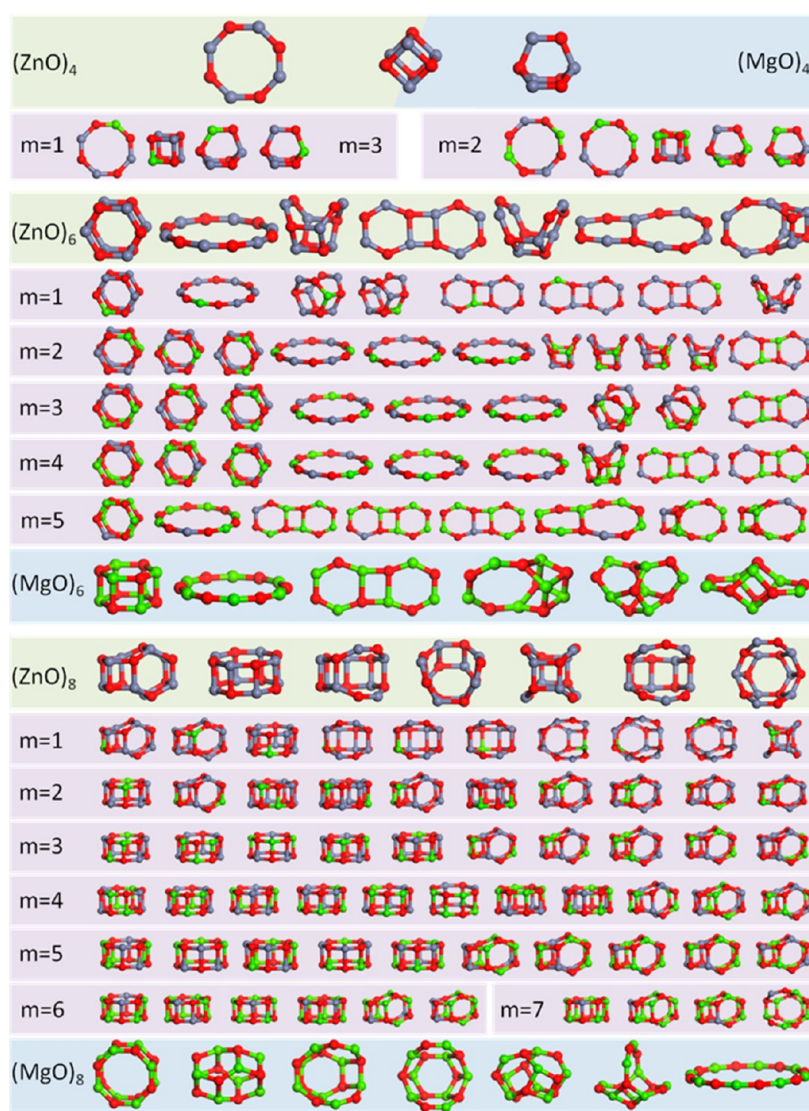 (ZnO)₄ (MgO)₄
m=1 m=3 m=2
(ZnO)₆
m=1
m=2
m=3
m=4
m=5
(MgO)₆
(ZnO)₈
m=1
m=2
m=3
m=4
m=5
m=6 m=7
(MgO)₈